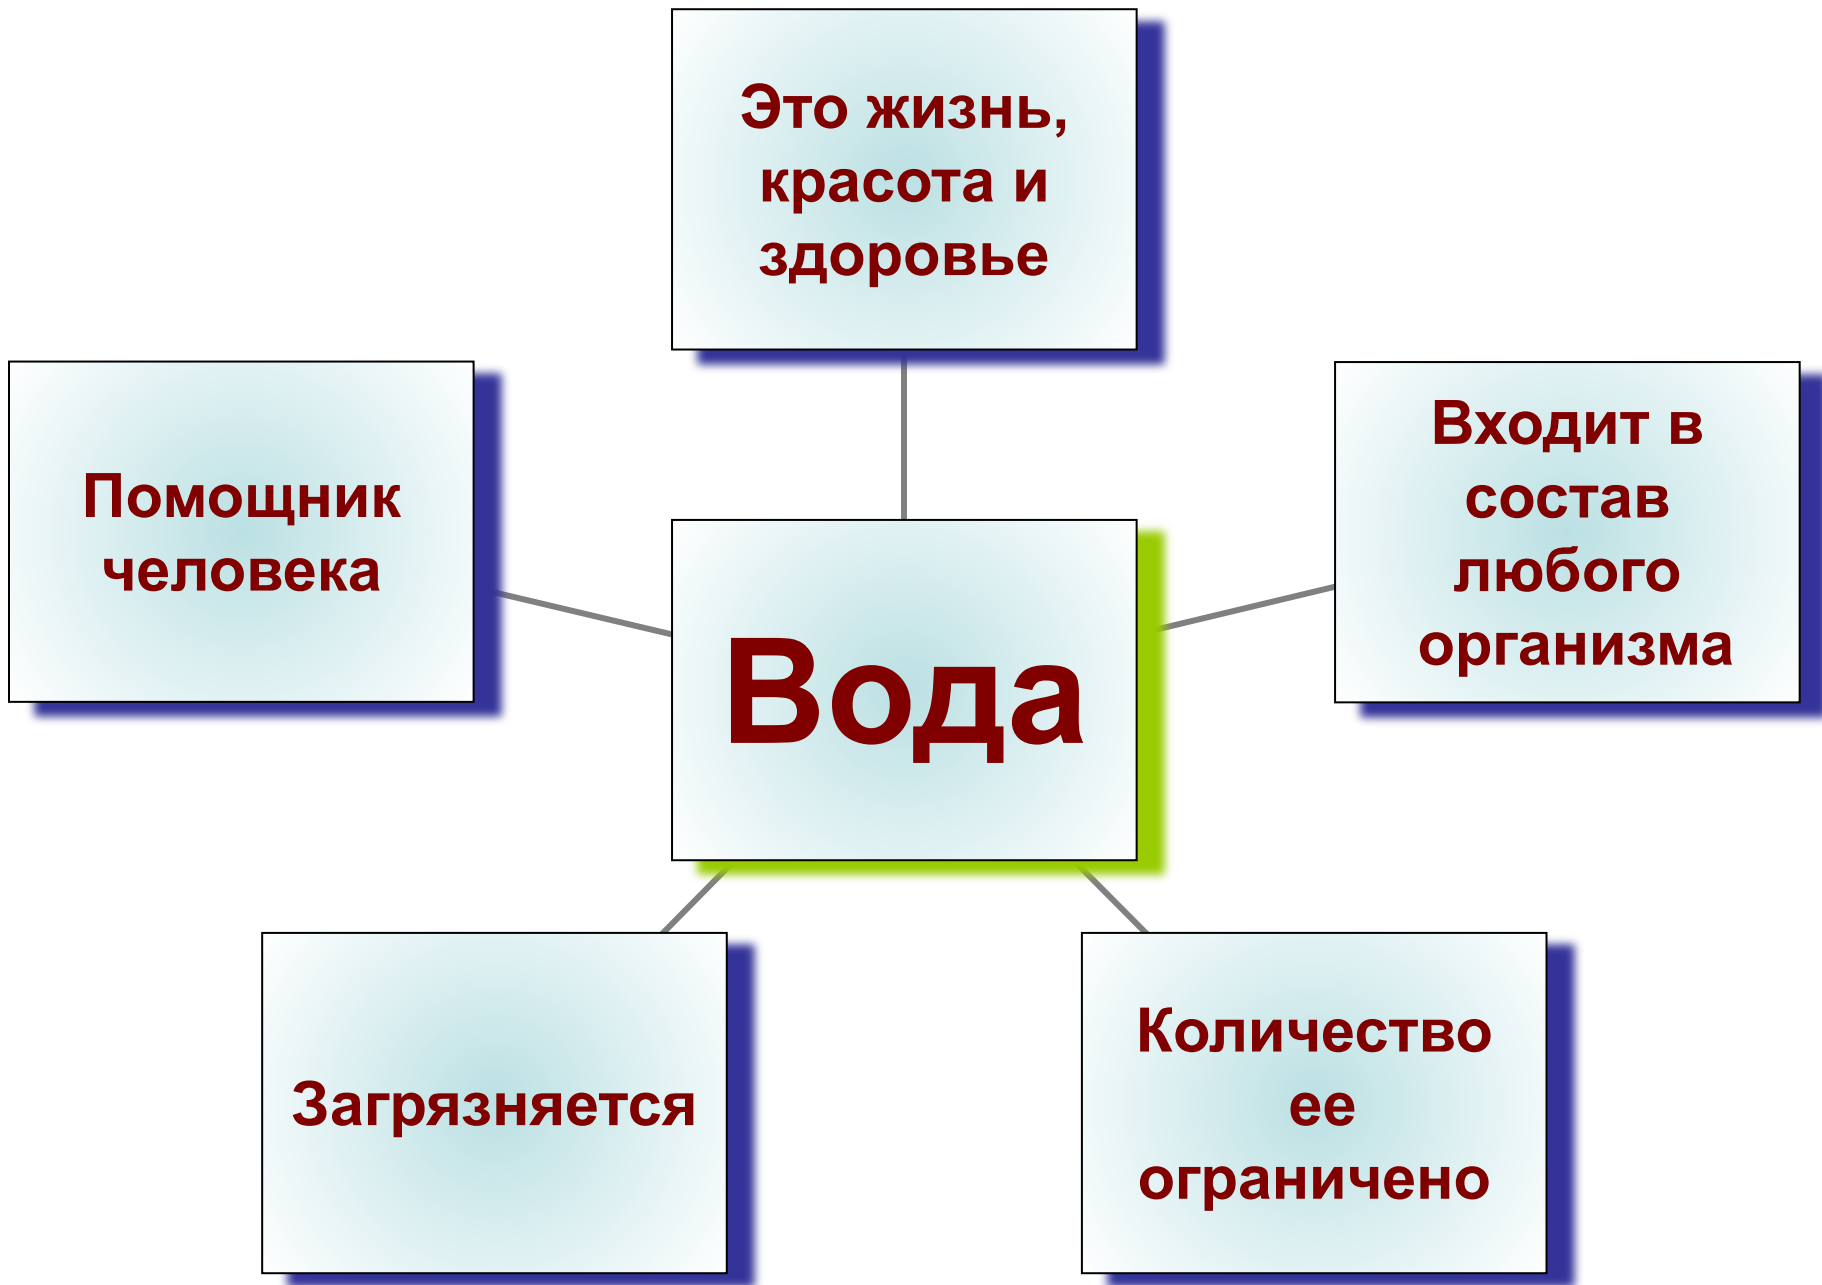 Это жизнь,
красота и
здоровье
Помощник
человека
Входит в
состав
любого
организма
Вода
Загрязняется
Количество
ее
ограничено